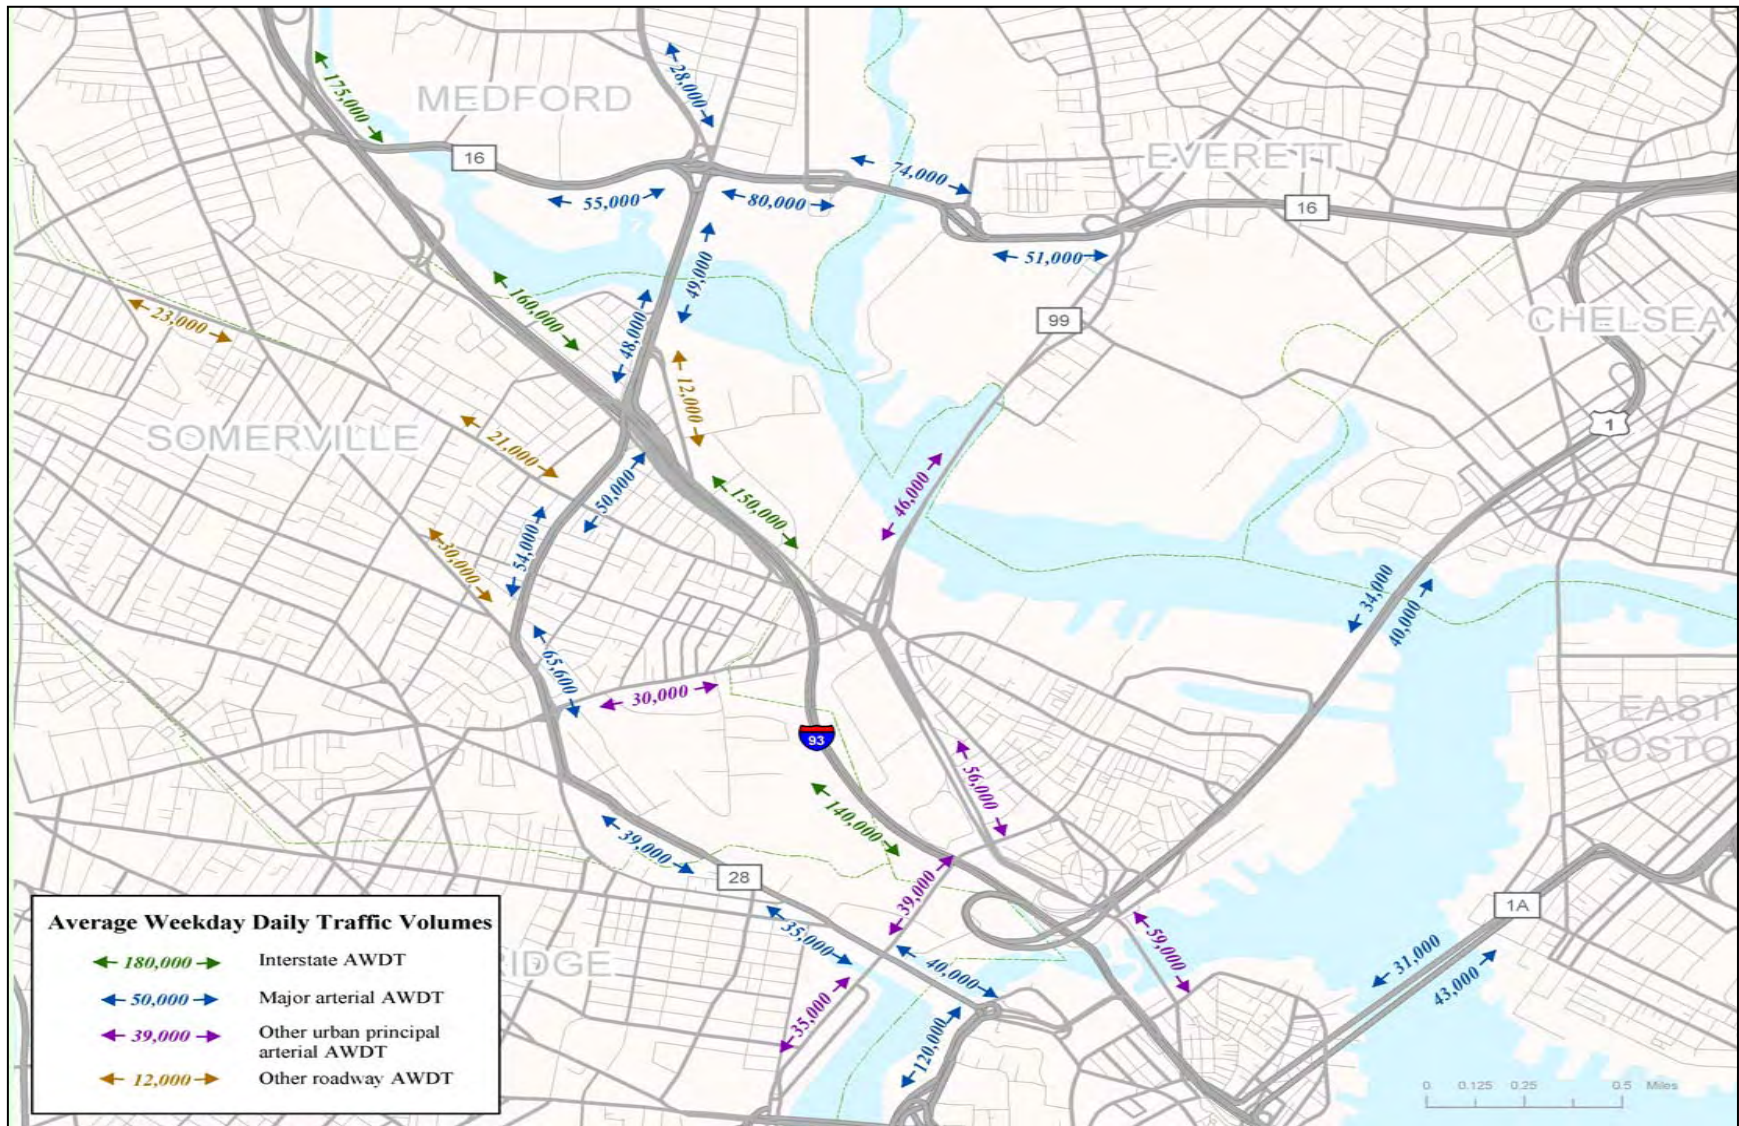 175,000
28,000
MEDFORD
16
74,000
EVERETT
55,000
80,000
16
51,000
49,000
160,000
23,000
48,000
99
CHELSEA
12,000
SOMERVILLE
21,000
1
50,000
150,000
46,000
54,000
30,000
34,000
40,000
65,600
30,000
EAST
BOSTO
93
56,000
140,000
39,000
28
39,000
1A
35,000
59,000
31,000
40,000
43,000
RIDGE
35,000
120,000
Average Weekday Daily Traffic Volumes
180,000 Interstate AWDT
50,000 Major arterial AWDT
39,000 Other urban principal
arterial AWDT
12,000 Other roadway AWDT
0 0.125 0.25 0.5 Miles